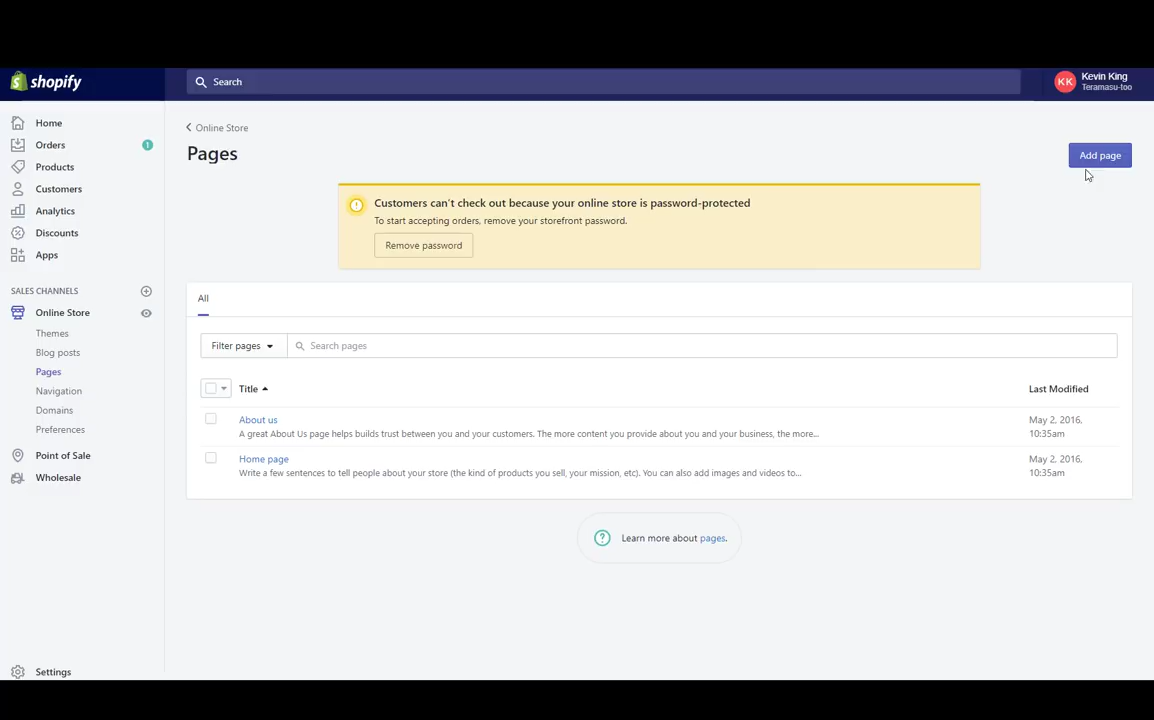 shopify
Search
KK
Kevin King
Teramasu-too
Home
Orders
1
Products
Customers
Analytics
Discounts
Apps
SALES CHANNELS
Online Store
Themes
Blog posts
Pages
Navigation
Domains
Preferences
Point of Sale
Wholesale
Settings
Online Store
Pages
Add page
Customers can't check out because your online store is password-protected
To start accepting orders, remove your storefront password.
Remove password
All
Filter pages
Search pages
Title
Last Modified
About us
A great About Us page helps builds trust between you and your customers. The more content you provide about you and your business, the more...
May 2, 2016,
10:35am
Home page
Write a few sentences to tell people about your store (the kind of products you sell, your mission, etc). You can also add images and videos to...
May 2, 2016,
10:35am
Learn more about pages.